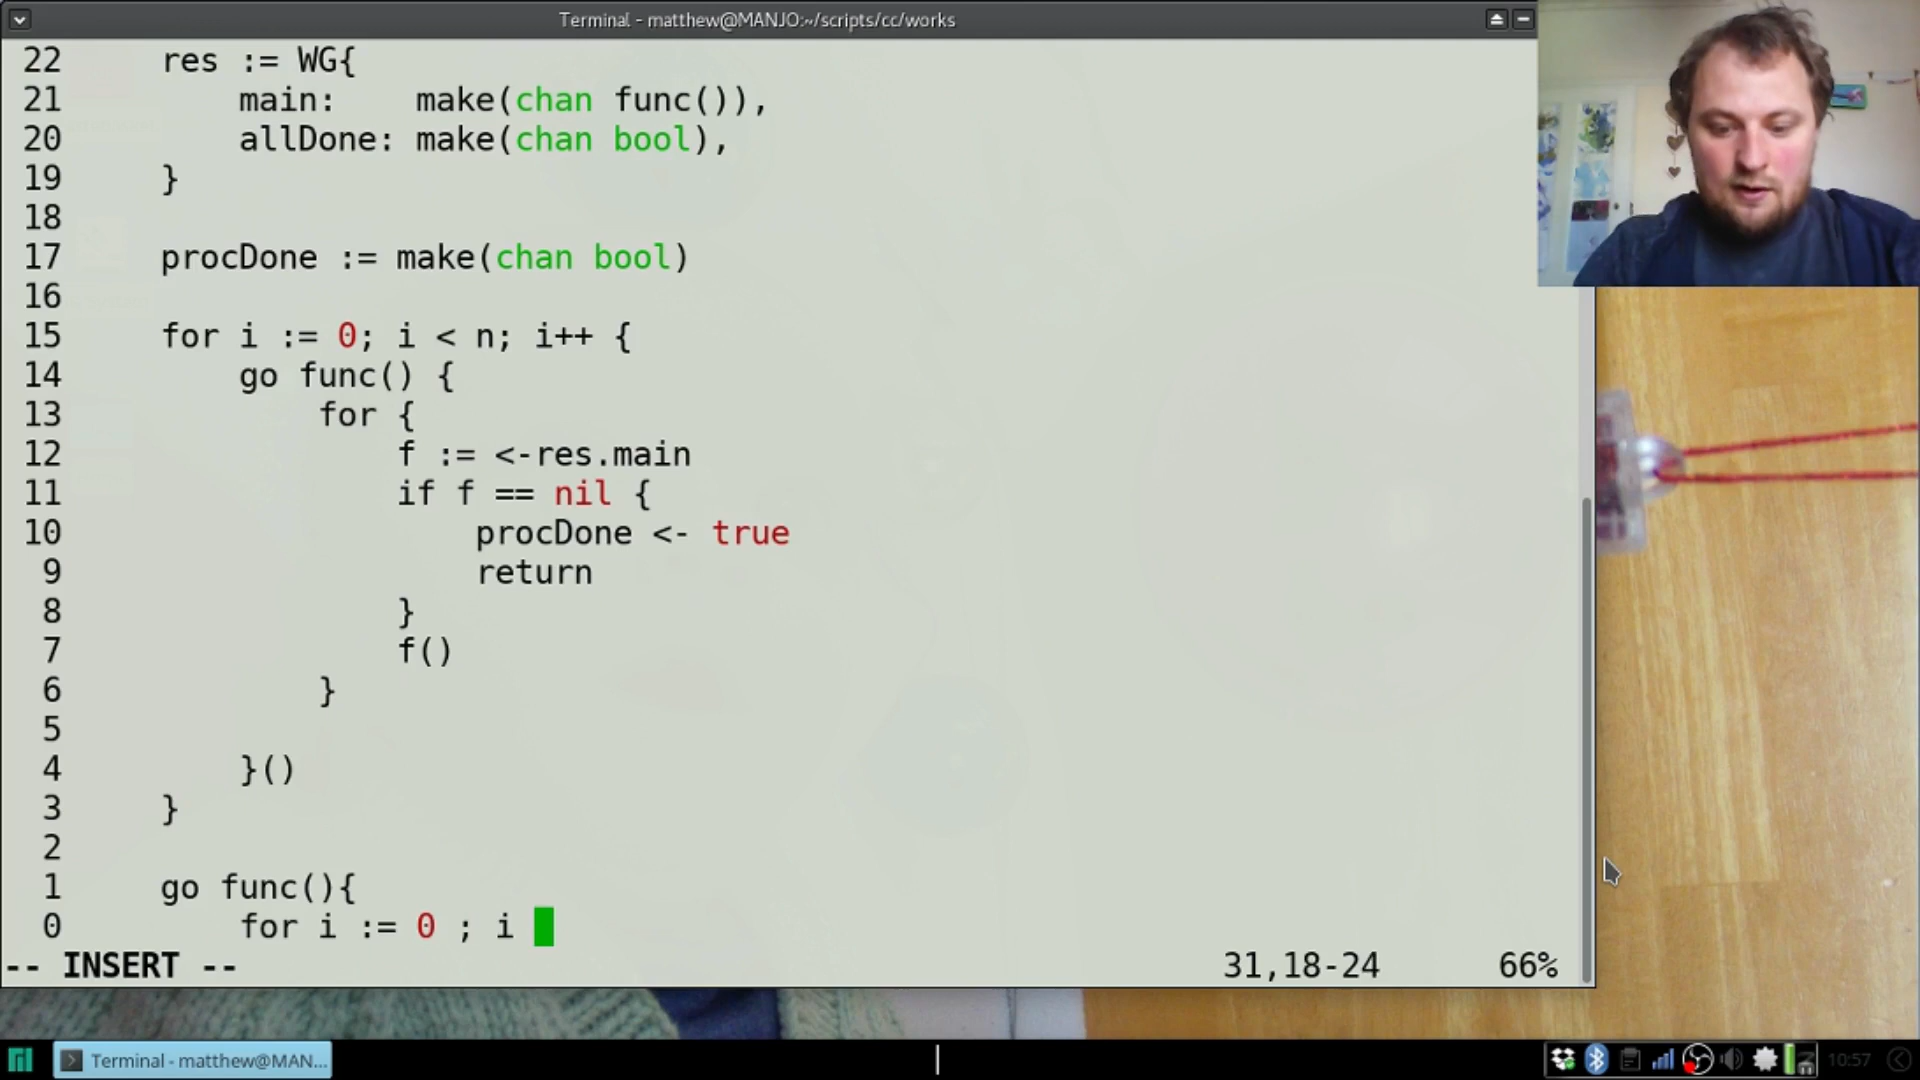 Terminal - matthew@MANJO:~/scripts/cc/works
22 res := WG{
21 main: make(chan func()),
20 allDone: make(chan bool),
19 }
18
17 procDone := make(chan bool)
16
15 for i := 0; i < n; i++ {
14 go func() {
13 for {
12 f := <-res.main
11 if f == nil {
10 procDone <- true
9 return
8 }
7 f()
6 }
5
4 }()
3 }
2
1 go func(){
0 for i := 0 ; i
-- INSERT -- 31,18-24 66%
Terminal - matthew@MAN...
10:57